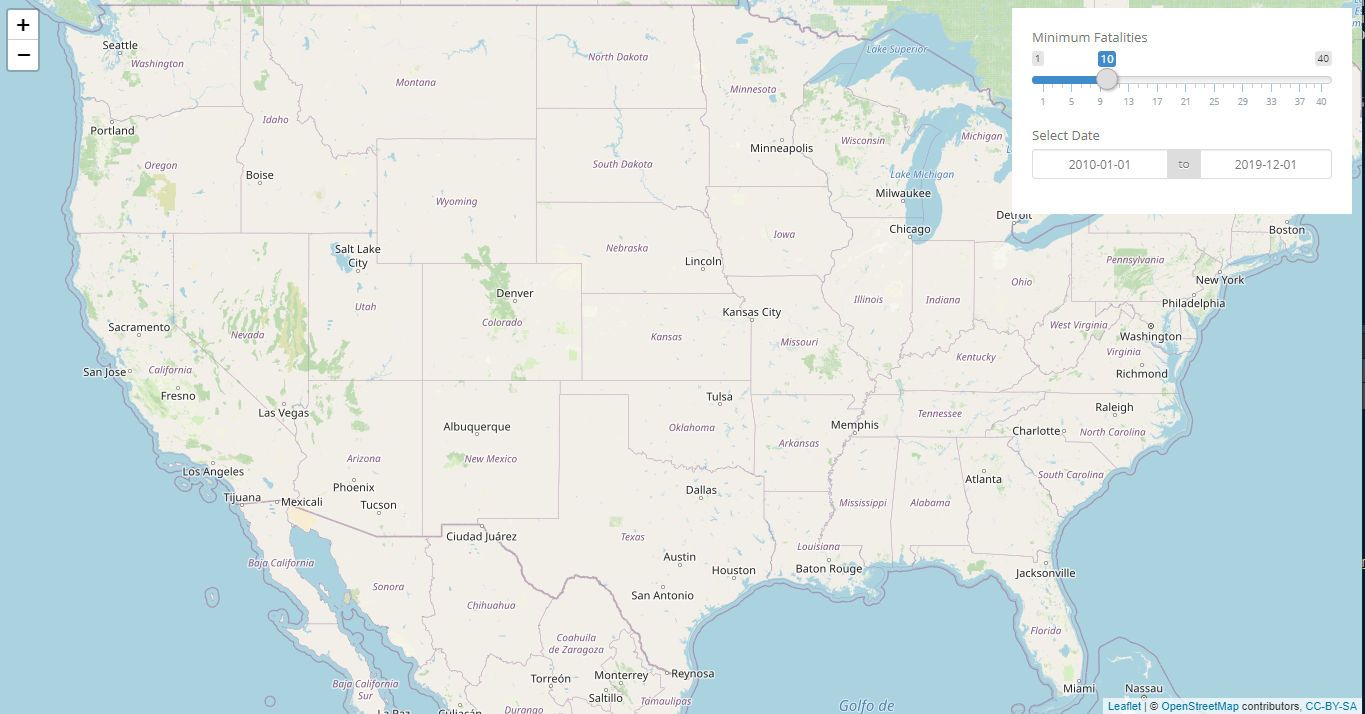 +
−
Minimum Fatalities
1
10
40
1 5 9 13 17 21 25 29 33 37 40
Select Date
2010-01-01 to 2019-12-01
Seattle
Washington
Montana
North Dakota
Minnesota
Lake Superior
Portland
Idaho
Oregon
Boise
South Dakota
Minneapolis
Wisconsin
Michigan
Lake Michigan
Wyoming
Milwaukee
Detroit
Chicago
Boston
Salt Lake
City
Nebraska
Iowa
Lincoln
Pennsylvania
New York
Denver
Utah
Colorado
Illinois
Indiana
Ohio
Philadelphia
Sacramento
Nevada
Kansas City
Kansas
Missouri
West Virginia
Washington
Virginia
Kentucky
San Jose
California
Fresno
Richmond
Las Vegas
Tulsa
Raleigh
Albuquerque
Oklahoma
Memphis
Tennessee
Charlotte
North Carolina
Arkansas
Arizona
New Mexico
Los Angeles
South Carolina
Atlanta
Phoenix
Dallas
Tijuana
Mexicali
Tucson
Mississippi
Alabama
Ciudad Juárez
Texas
Louisiana
Austin
Houston
Baton Rouge
Jacksonville
Baja California
Sonora
San Antonio
Chihuahua
Florida
Coahuila
de Zaragoza
Reynosa
Monterrey
Torreón
Baja California
Sur
Saltillo
Tamaulipas
Miami
Nassau
Durango
La Paz
Culiacán
Golfo de
Leaflet | © OpenStreetMap contributors, CC-BY-SA